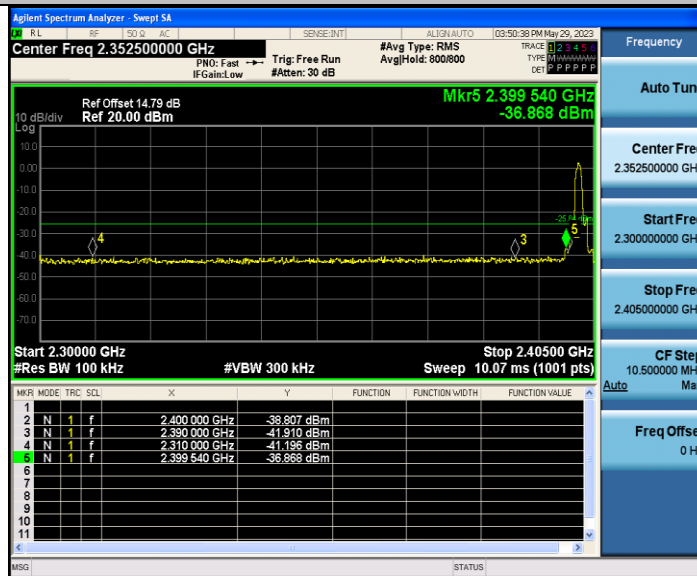 Agilent Spectrum Analyzer - Swept SA
RL RF 50 Ω AC SENSE:INT ALIGN AUTO 03:50:38 PM May 29, 2023
Center Freq 2.352500000 GHz
PNO: Fast
IFGain:Low
Trig: Free Run
#Atten: 30 dB
#Avg Type: RMS
Avg|Hold: 800/800
TRACE 1 2 3 4 5 6
TYPE MWWWWW
DET P P P P P P
Ref Offset 14.79 dB
Ref 20.00 dBm
10 dB/div
Log
Mkr5 2.399 540 GHz
-36.868 dBm
10.0
0.00
-10.0
-20.0
-30.0
-40.0
-50.0
-60.0
-70.0
4
3
5
Start 2.30000 GHz
Stop 2.40500 GHz
#Res BW 100 kHz
#VBW 300 kHz
Sweep 10.07 ms (1001 pts)
MKR MODE TRC SCL X Y FUNCTION FUNCTION WIDTH FUNCTION VALUE
1
2 N 1 f 2.400 000 GHz -38.807 dBm
3 N 1 f 2.390 000 GHz -41.910 dBm
4 N 1 f 2.310 000 GHz -41.196 dBm
5 N 1 f 2.399 540 GHz -36.868 dBm
6
7
8
9
10
11
MSG
STATUS
Frequency
Auto Tun
Center Fre
2.352500000 GH
Start Fre
2.300000000 GH
Stop Fre
2.405000000 GH
CF Step
10.500000 MH
Auto Ma
Freq Offse
0 H